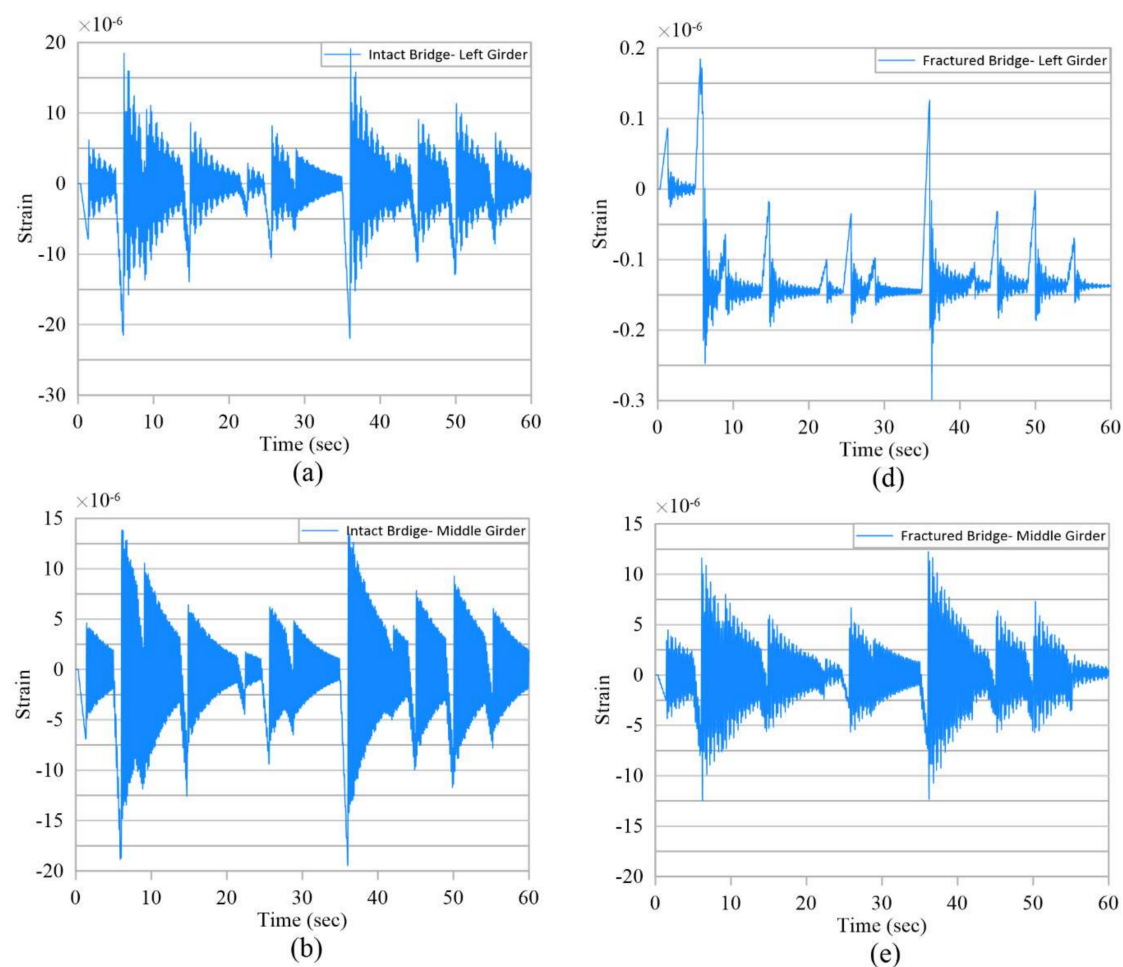 ×10⁻⁶
Intact Bridge- Left Girder
20
10
0
-10
-20
-30
Strain
0 10 20 30 40 50 60
Time (sec)
(a)
×10⁻⁶
Fractured Bridge- Left Girder
0.2
0.1
0
-0.1
-0.2
-0.3
Strain
0 10 20 30 40 50 60
Time (sec)
(d)
×10⁻⁶
Intact Brdige- Middle Girder
15
10
5
0
-5
-10
-15
-20
Strain
0 10 20 30 40 50 60
Time (sec)
(b)
×10⁻⁶
Fractured Bridge- Middle Girder
15
10
5
0
-5
-10
-15
-20
Strain
0 10 20 30 40 50 60
Time (sec)
(e)